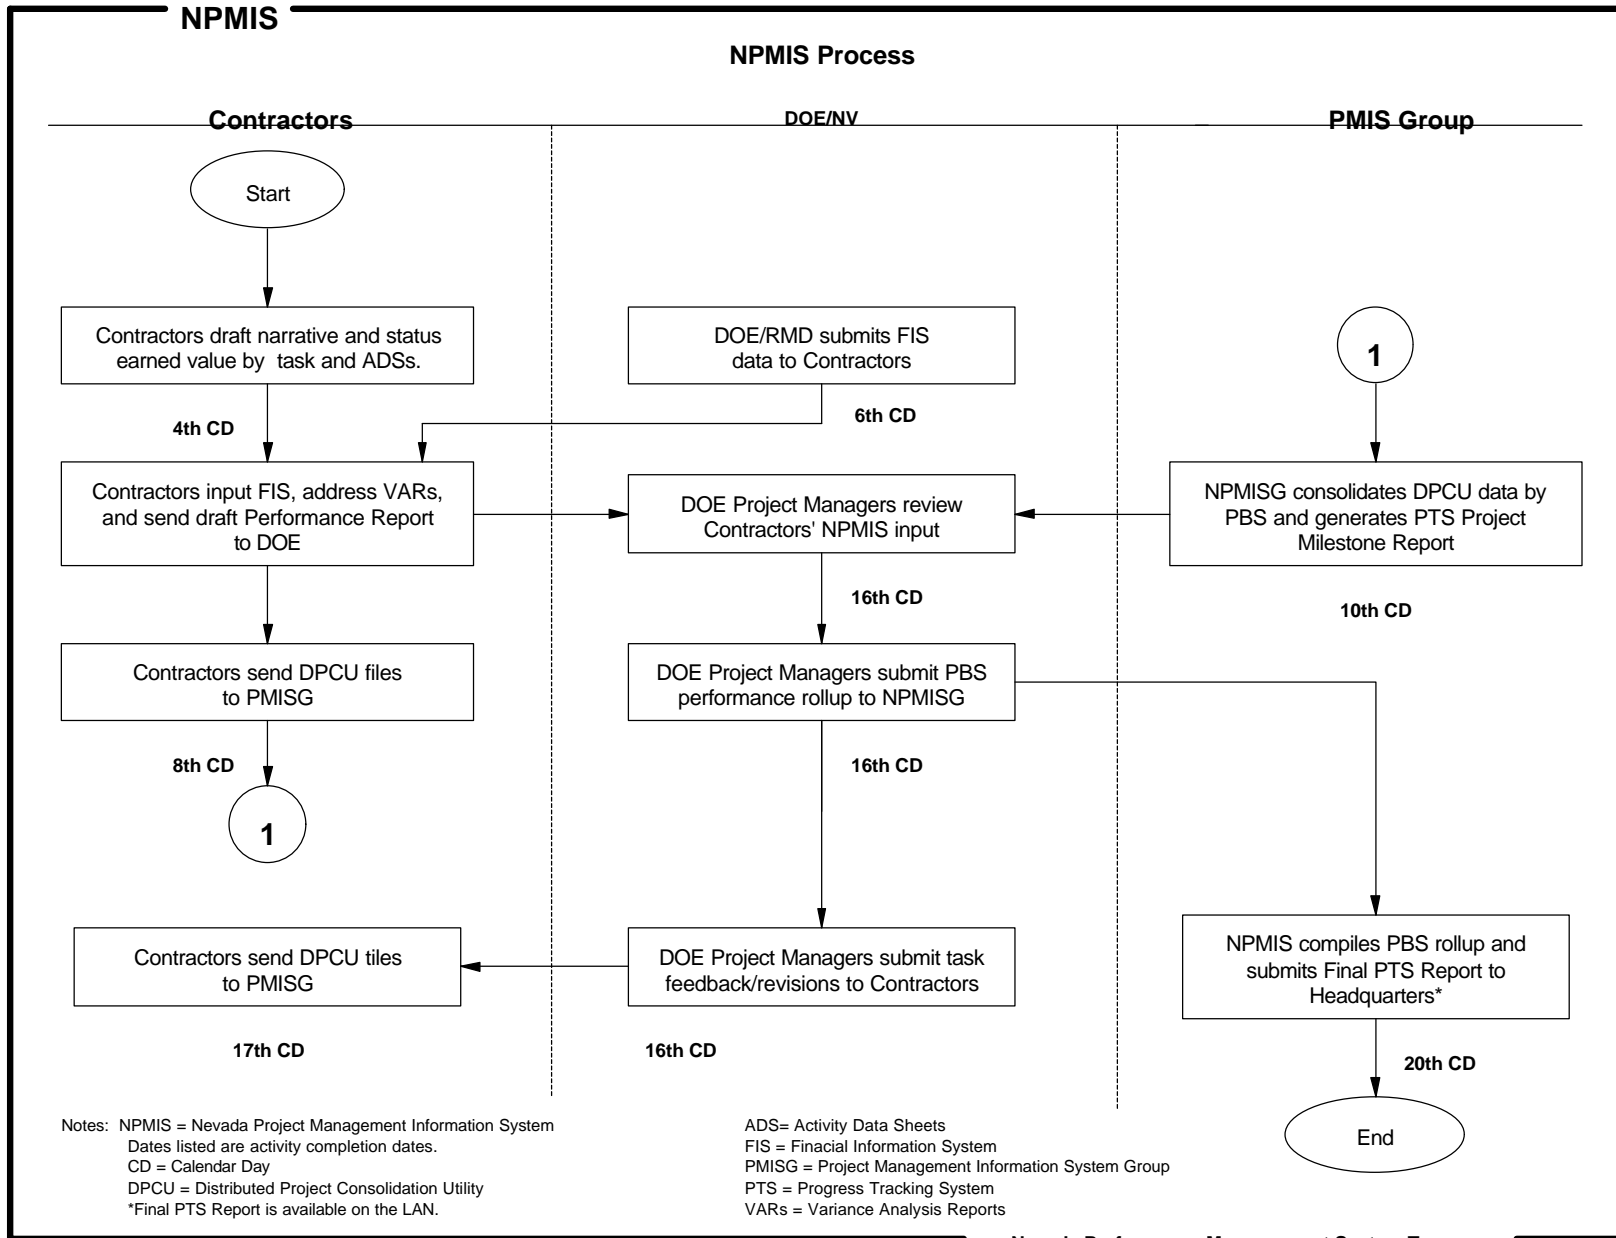 NPMIS
NPMIS Process
Contractors
DOE/NV
PMIS Group
Start
Contractors draft narrative and status
earned value by task and ADSs.
DOE/RMD submits FIS
data to Contractors
1
4th CD
6th CD
Contractors input FIS, address VARs,
and send draft Performance Report
to DOE
DOE Project Managers review
Contractors' NPMIS input
NPMISG consolidates DPCU data by
PBS and generates PTS Project
Milestone Report
16th CD
10th CD
Contractors send DPCU files
to PMISG
DOE Project Managers submit PBS
performance rollup to NPMISG
8th CD
16th CD
1
Contractors send DPCU tiles
to PMISG
DOE Project Managers submit task
feedback/revisions to Contractors
NPMIS compiles PBS rollup and
submits Final PTS Report to
Headquarters*
17th CD
16th CD
20th CD
End
Notes: NPMIS = Nevada Project Management Information System
Dates listed are activity completion dates.
CD = Calendar Day
DPCU = Distributed Project Consolidation Utility
*Final PTS Report is available on the LAN.
ADS= Activity Data Sheets
FIS = Finacial Information System
PMISG = Project Management Information System Group
PTS = Progress Tracking System
VARs = Variance Analysis Reports